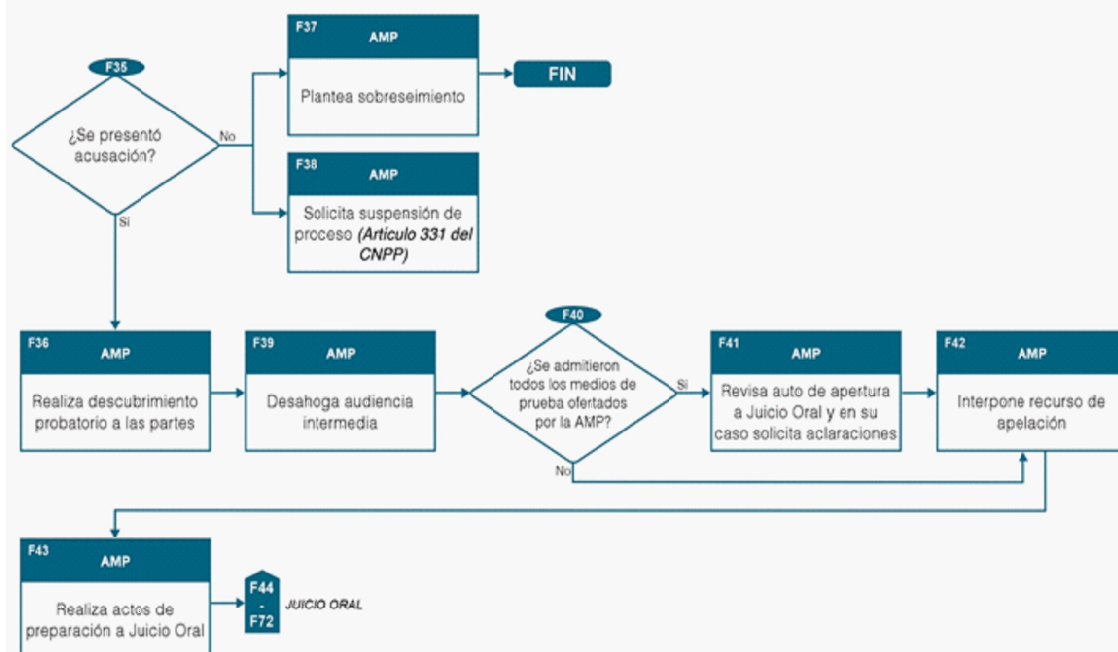 F35
¿Se presentó
acusación?
No
Sí
F37
AMP
Plantea sobreseimiento
FIN
F38
AMP
Solicita suspensión de
proceso (Artículo 331 del
CNPP)
F36
AMP
Realiza descubrimiento
probatorio a las partes
F39
AMP
Desahoga audiencia
intermedia
F40
¿Se admitieron
todos los medios de
prueba ofertados
por la AMP?
Sí
No
F41
AMP
Revisa auto de apertura
a Juicio Oral y en su
caso solicita aclaraciones
F42
AMP
Interpone recurso de
apelación
F43
AMP
Realiza actos de
preparación a Juicio Oral
F44
-
F72
JUICIO ORAL